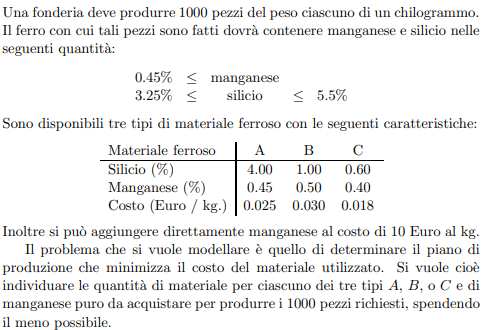 Una fonderia deve produrre 1000 pezzi del peso ciascuno di un chilogrammo.
Il ferro con cui tali pezzi sono fatti dovrà contenere manganese e silicio nelle
seguenti quantità:
0.45% ≤ manganese
3.25% ≤ silicio ≤ 5.5%
Sono disponibili tre tipi di materiale ferroso con le seguenti caratteristiche:
Materiale ferroso A B C
Silicio (%) 4.00 1.00 0.60
Manganese (%) 0.45 0.50 0.40
Costo (Euro / kg.) 0.025 0.030 0.018
Inoltre si può aggiungere direttamente manganese al costo di 10 Euro al kg.
Il problema che si vuole modellare è quello di determinare il piano di
produzione che minimizza il costo del materiale utilizzato. Si vuole cioè
individuare le quantità di materiale per ciascuno dei tre tipi A, B, o C e di
manganese puro da acquistare per produrre i 1000 pezzi richiesti, spendendo
il meno possibile.